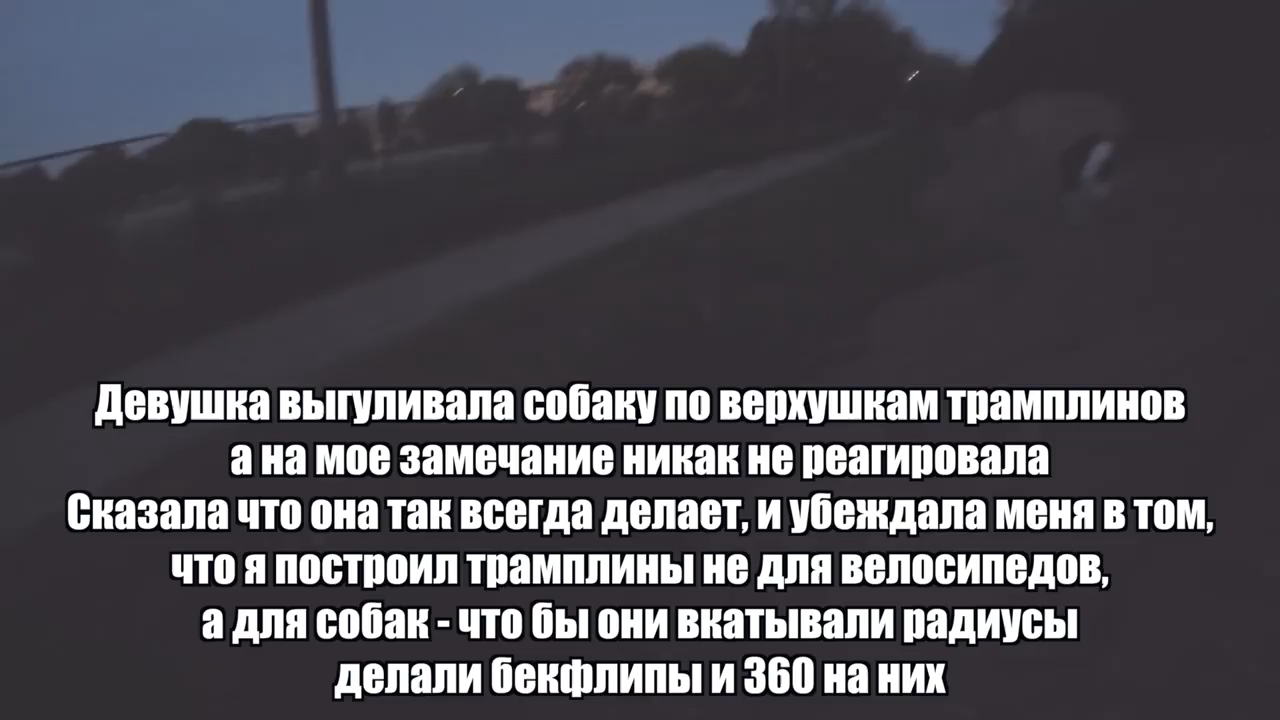 Девушка выгуливала собаку по верхушкам трамплинов
а на мое замечание никак не реагировала
Сказала что она так всегда делает, и убеждала меня в том,
что я построил трамплины не для велосипедов,
а для собак - что бы они вкатывали радиусы
делали бекфлипы и 360 на них